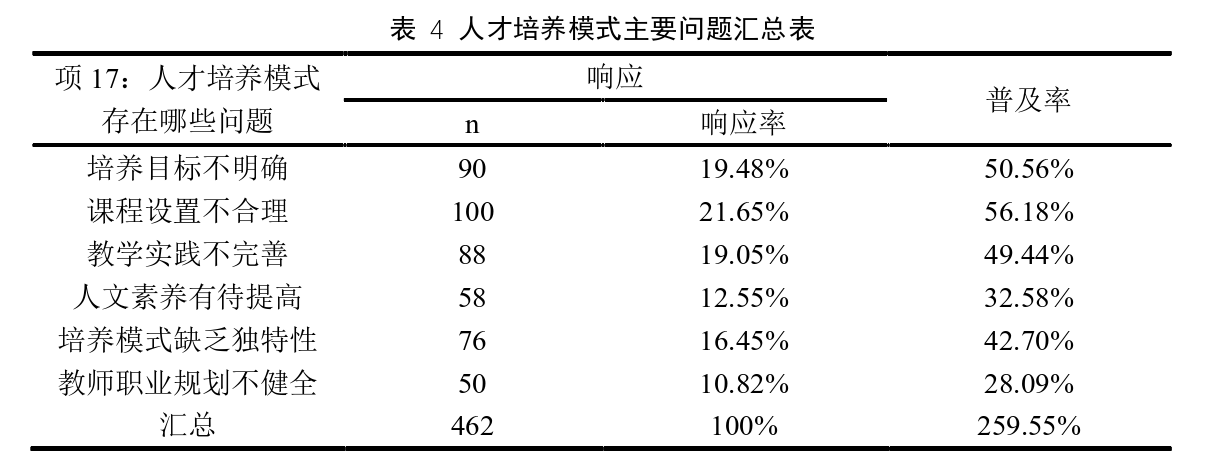 表 4 人才培养模式主要问题汇总表
项 17：人才培养模式存在哪些问题 响应 普及率
n 响应率
培养目标不明确 90 19.48% 50.56%
课程设置不合理 100 21.65% 56.18%
教学实践不完善 88 19.05% 49.44%
人文素养有待提高 58 12.55% 32.58%
培养模式缺乏独特性 76 16.45% 42.70%
教师职业规划不健全 50 10.82% 28.09%
汇总 462 100% 259.55%